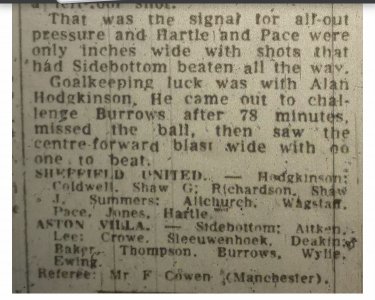 shot.
That was the signal for all-out
pressure and Hartle and Pace were
only inches wide with shots that
had Sidebottom beaten all the way.
Goalkeeping luck was with Alan
Hodgkinson. He came out to chal-
lenge Burrows after 78 minutes,
missed the ball, then saw the
centre-forward blast wide with no
one to beat.
SHEFFIELD UNITED. — Hodgkinson;
Coldwell, Shaw G; Richardson, Shaw
J, Summers; Allchurch, Wagstaff,
Pace, Jones, Hartle.
ASTON VILLA. — Sidebottom; Aitken,
Lee; Crowe, Sleeuwenhoek, Deakin;
Baker, Thompson, Burrows, Wylie,
Ewing.
Referee: Mr F Cowen (Manchester).